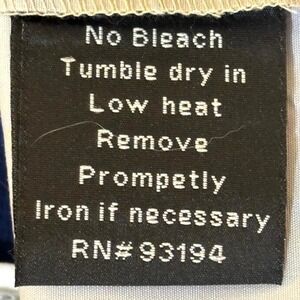 No Bleach
Tumble dry in
Low heat
Remove
Prompetly
Iron if necessary
RN# 93194